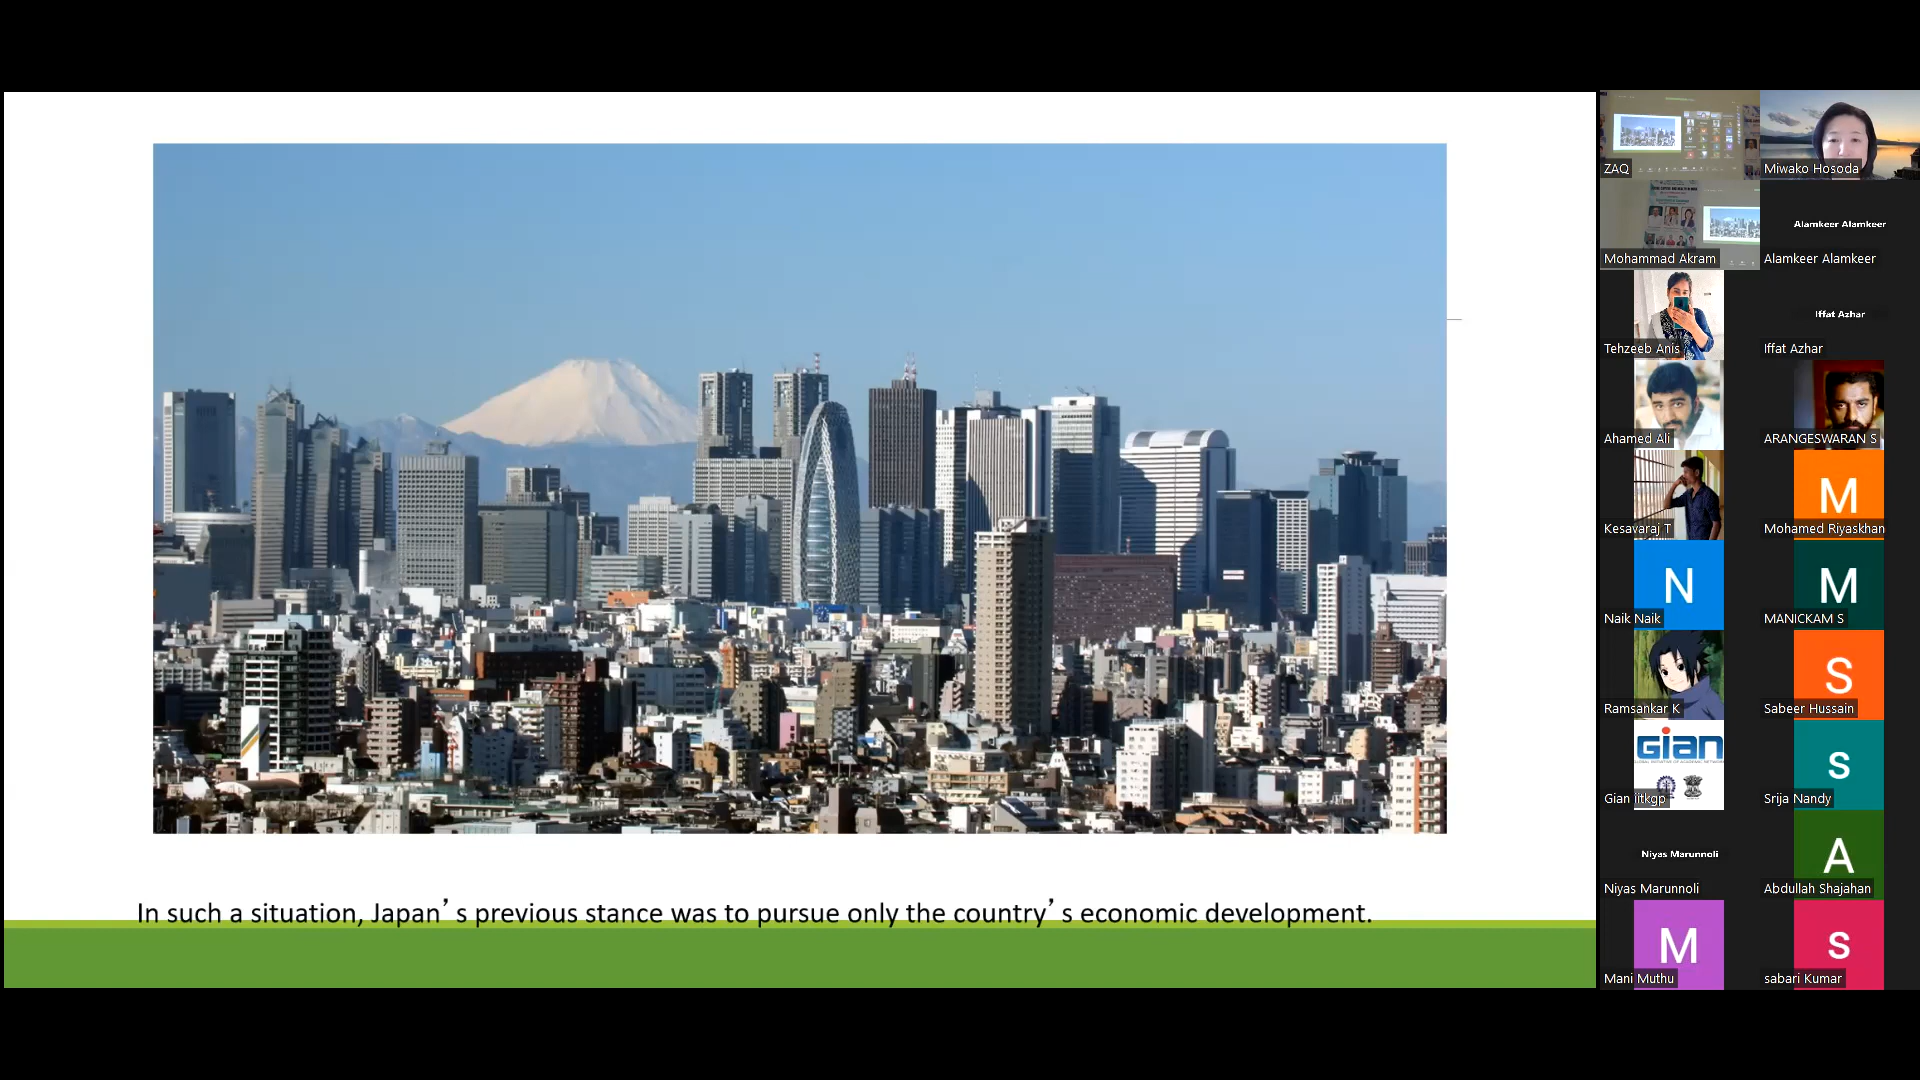 In such a situation, Japan’s previous stance was to pursue only the country’s economic development.
ZAQ
Miwako Hosoda
Mohammad Akram
Alamkeer Alamkeer
Alamkeer Alamkeer
Tehzeeb Anis
Iffat Azhar
Iffat Azhar
Ahamed Ali
ARANGESWARAN S
Kesavaraj T
M
Mohamed Riyaskhan
N
Naik Naik
M
MANICKAM S
Ramsankar K
S
Sabeer Hussain
GIAN
Gian iitkgp
s
Srija Nandy
Niyas Marunnoli
Niyas Marunnoli
A
Abdullah Shajahan
M
Mani Muthu
s
sabari Kumar